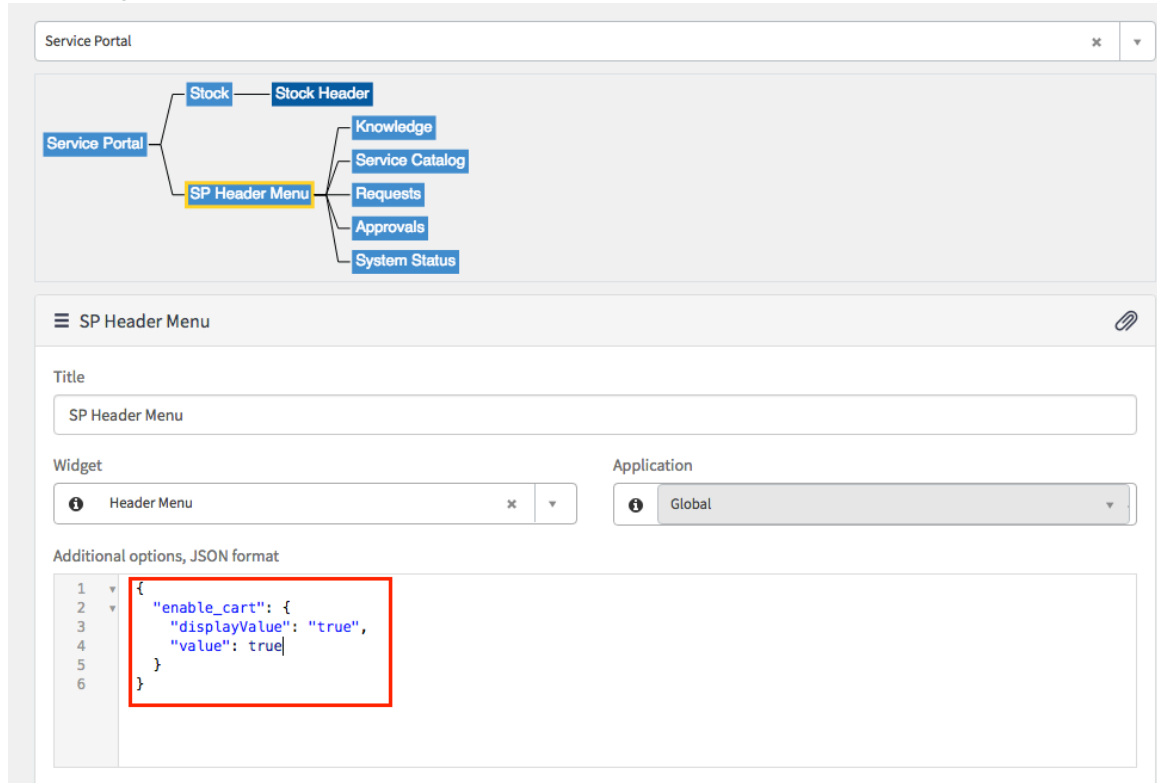 Service Portal
Stock
Stock Header
Knowledge
Service Portal
Service Catalog
SP Header Menu
Requests
Approvals
System Status
SP Header Menu
Title
SP Header Menu
Widget
Application
Header Menu
Global
Additional options, JSON format
1 {
2 "enable_cart": {
3 "displayValue": "true",
4 "value": true
5 }
6 }